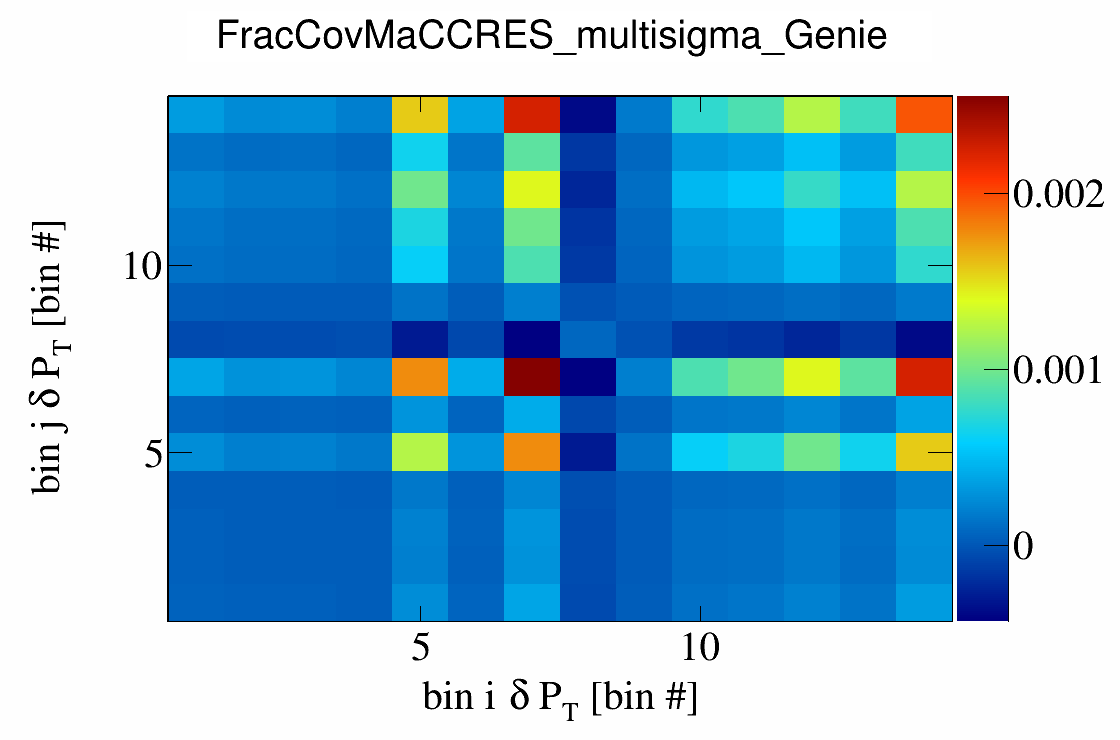 FracCovMaCCRES_multisigma_Genie
bin j δ P_T [bin #]
10
5
0.002
0.001
0
5
10
bin i δ P_T [bin #]